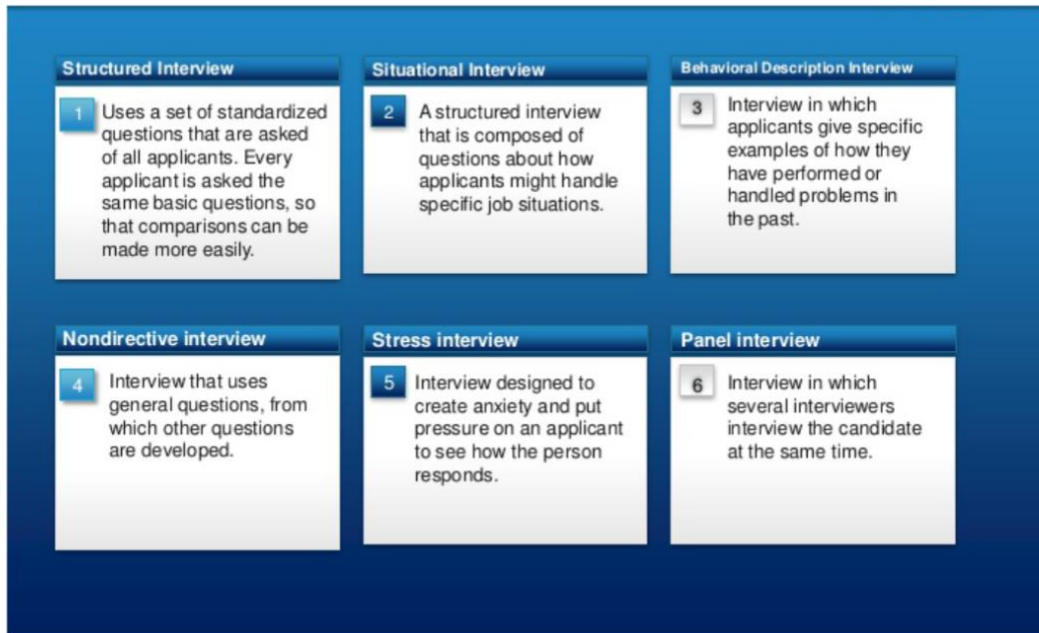 Structured Interview
1
Uses a set of standardized
questions that are asked
of all applicants. Every
applicant is asked the
same basic questions, so
that comparisons can be
made more easily.
Situational Interview
2
A structured interview
that is composed of
questions about how
applicants might handle
specific job situations.
Behavioral Description Interview
3
Interview in which
applicants give specific
examples of how they
have performed or
handled problems in
the past.
Nondirective interview
4
Interview that uses
general questions, from
which other questions
are developed.
Stress interview
5
Interview designed to
create anxiety and put
pressure on an applicant
to see how the person
responds.
Panel interview
6
Interview in which
several interviewers
interview the candidate
at the same time.